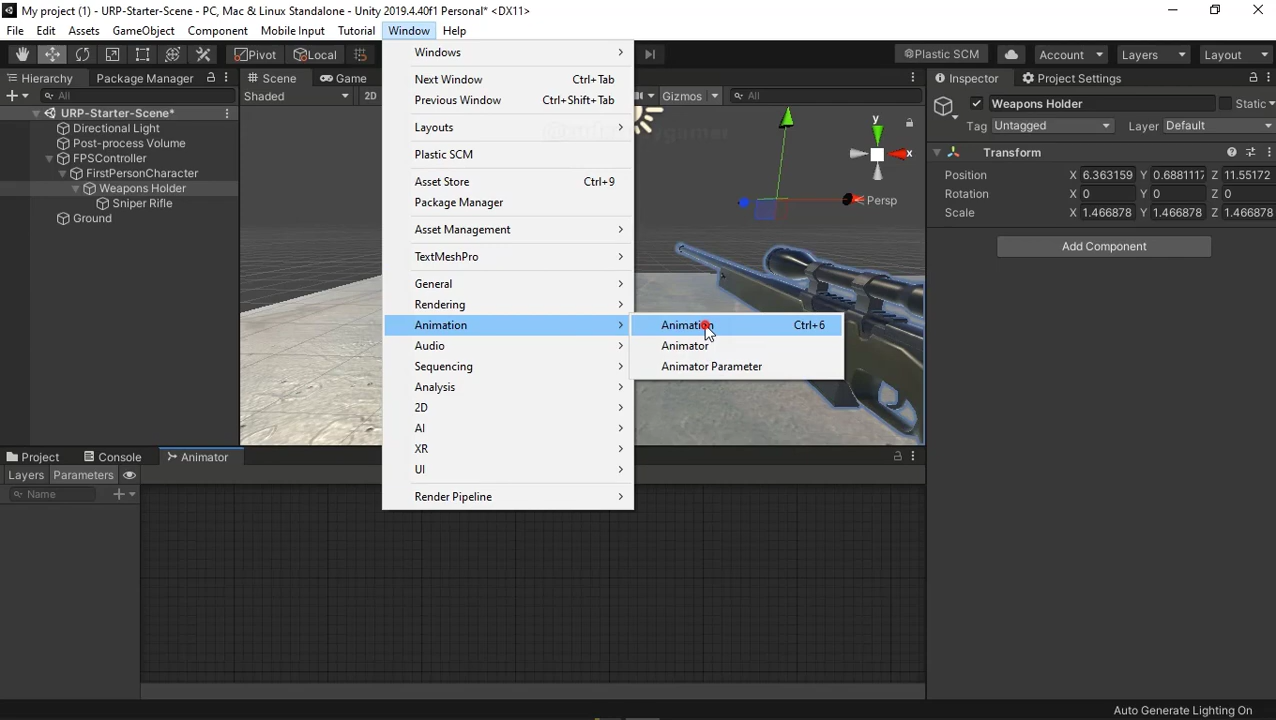 My project (1) - URP-Starter-Scene - PC, Mac & Linux Standalone - Unity 2019.4.40f1 Personal* <DX11>
File Edit Assets GameObject Component Mobile Input Tutorial Window Help
Pivot Local Plastic SCM Account Layers Layout
Hierarchy Package Manager Scene Game Inspector Project Settings
All Shaded 2D Gizmos All
URP-Starter-Scene*
Directional Light
Post-process Volume
FPSController
FirstPersonCharacter
Weapons Holder
Sniper Rifle
Ground
Windows
Next Window Ctrl+Tab
Previous Window Ctrl+Shift+Tab
Layouts
Plastic SCM
Asset Store Ctrl+9
Package Manager
Asset Management
TextMeshPro
General
Rendering
Animation
Audio
Sequencing
Analysis
2D
AI
XR
UI
Render Pipeline
Animation Ctrl+6
Animator
Animator Parameter
y
x
Persp
Weapons Holder Static
Tag Untagged Layer Default
Transform
Position X 6.363159 Y 0.6881117 Z 11.55172
Rotation X 0 Y 0 Z 0
Scale X 1.466878 Y 1.466878 Z 1.466878
Add Component
Project Console Animator
Layers Parameters
Name
Auto Generate Lighting On